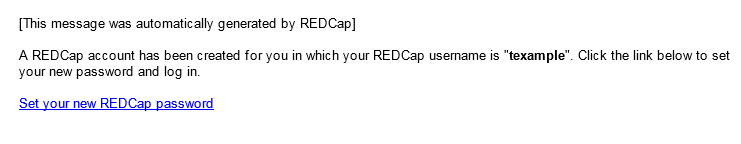 [This message was automatically generated by REDCap]
A REDCap account has been created for you in which your REDCap username is "texample". Click the link below to set
your new password and log in.
Set your new REDCap password